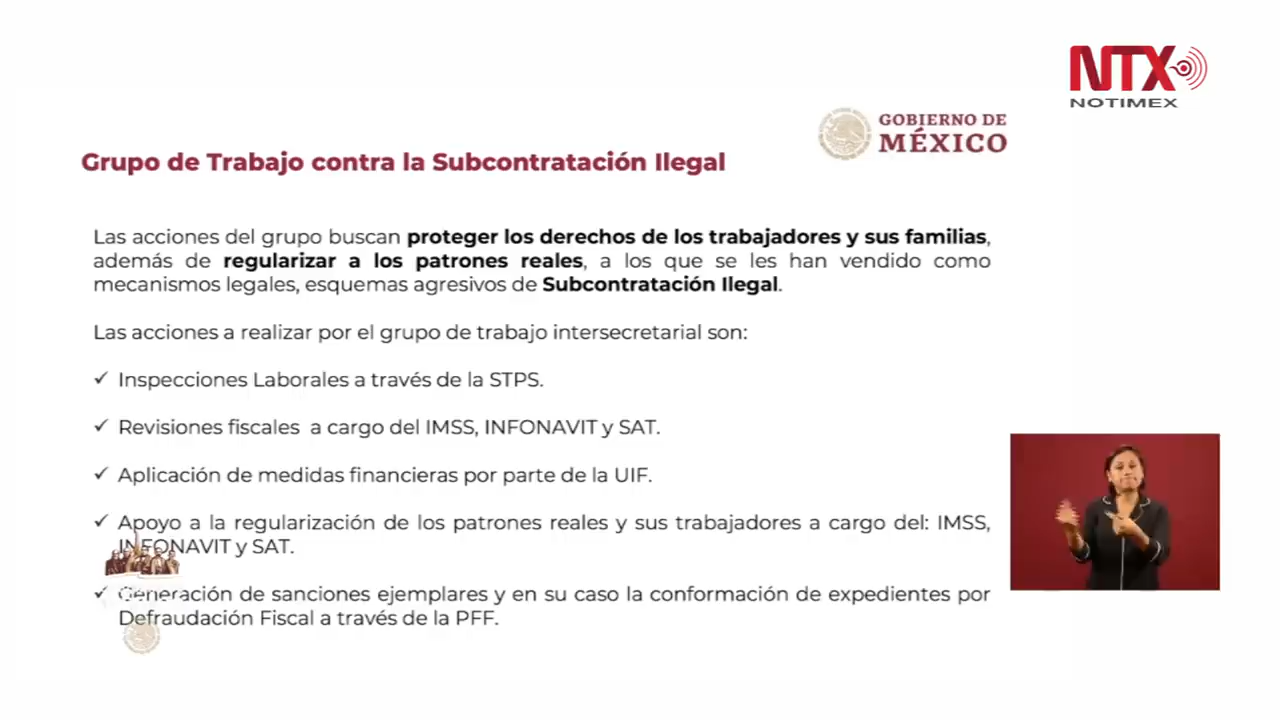 NTX
NOTIMEX
GOBIERNO DE
MÉXICO
Grupo de Trabajo contra la Subcontratación Ilegal
Las acciones del grupo buscan proteger los derechos de los trabajadores y sus familias,
además de regularizar a los patrones reales, a los que se les han vendido como
mecanismos legales, esquemas agresivos de Subcontratación Ilegal.
Las acciones a realizar por el grupo de trabajo intersecretarial son:
✓ Inspecciones Laborales a través de la STPS.
✓ Revisiones fiscales a cargo del IMSS, INFONAVIT y SAT.
✓ Aplicación de medidas financieras por parte de la UIF.
✓ Apoyo a la regularización de los patrones reales y sus trabajadores a cargo del: IMSS,
INFONAVIT y SAT.
✓ Generación de sanciones ejemplares y en su caso la conformación de expedientes por
Defraudación Fiscal a través de la PFF.